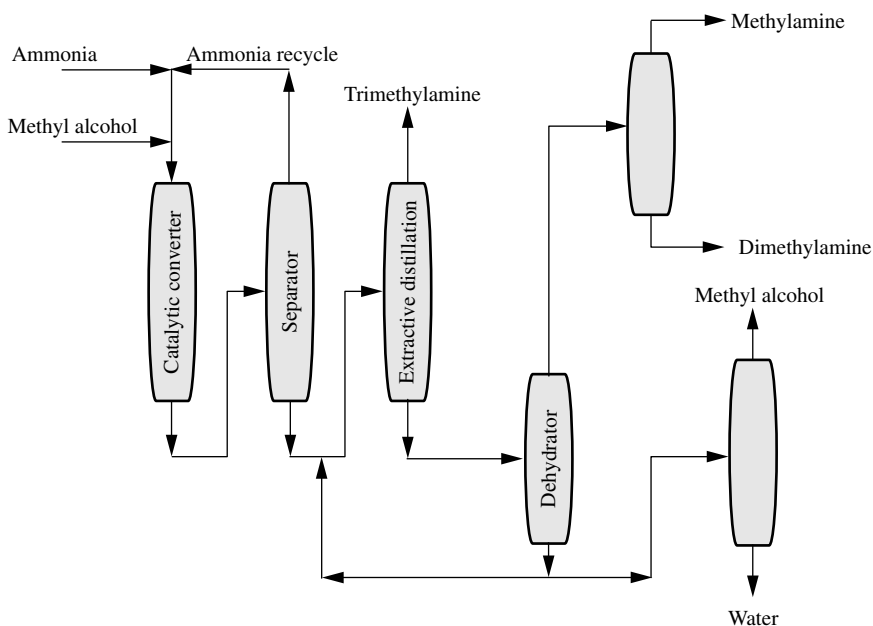 Methylamine
Ammonia
Ammonia recycle
Trimethylamine
Methyl alcohol
Catalytic converter
Separator
Extractive distillation
Dimethylamine
Methyl alcohol
Dehydrator
Water